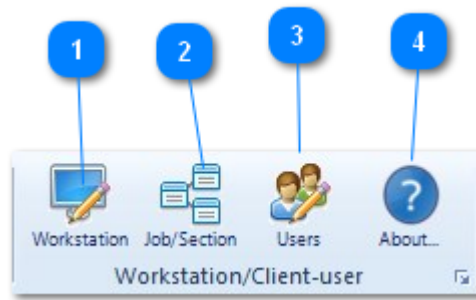 1 2 3 4
Workstation Job/Section Users About...
Workstation/Client-user